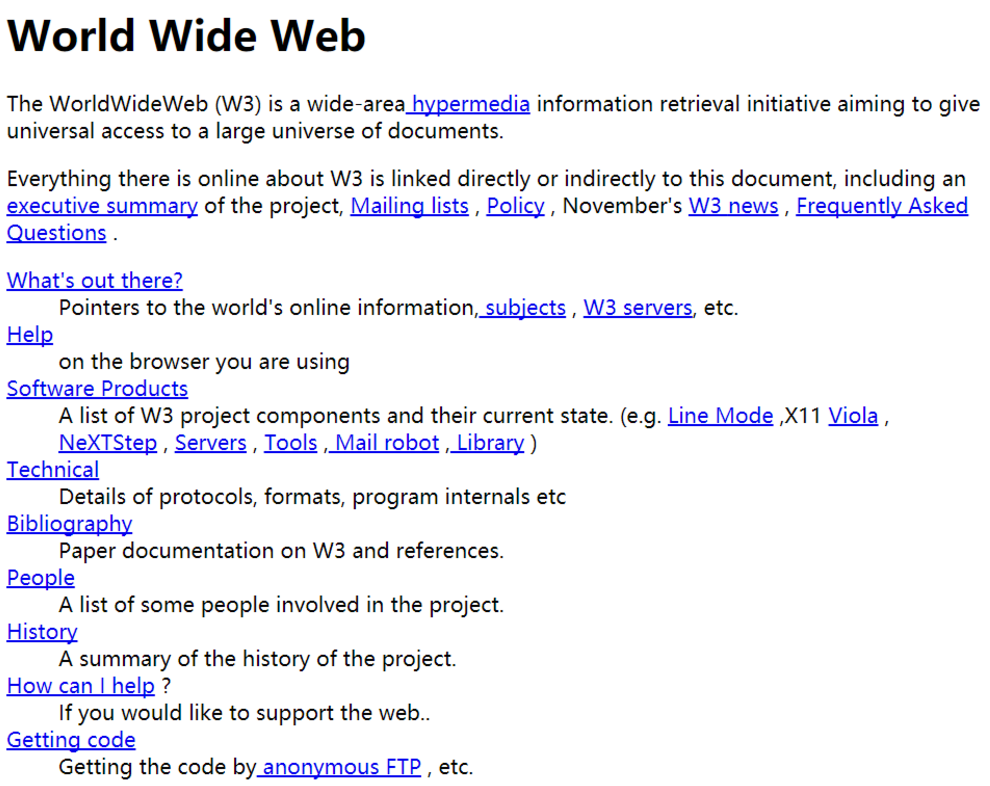 World Wide Web
The WorldWideWeb (W3) is a wide-area hypermedia information retrieval initiative aiming to give
universal access to a large universe of documents.
Everything there is online about W3 is linked directly or indirectly to this document, including an
executive summary of the project, Mailing lists , Policy , November's W3 news , Frequently Asked
Questions .
What's out there?
Pointers to the world's online information, subjects , W3 servers, etc.
Help
on the browser you are using
Software Products
A list of W3 project components and their current state. (e.g. Line Mode ,X11 Viola ,
NeXTStep , Servers , Tools , Mail robot , Library )
Technical
Details of protocols, formats, program internals etc
Bibliography
Paper documentation on W3 and references.
People
A list of some people involved in the project.
History
A summary of the history of the project.
How can I help ?
If you would like to support the web..
Getting code
Getting the code by anonymous FTP , etc.